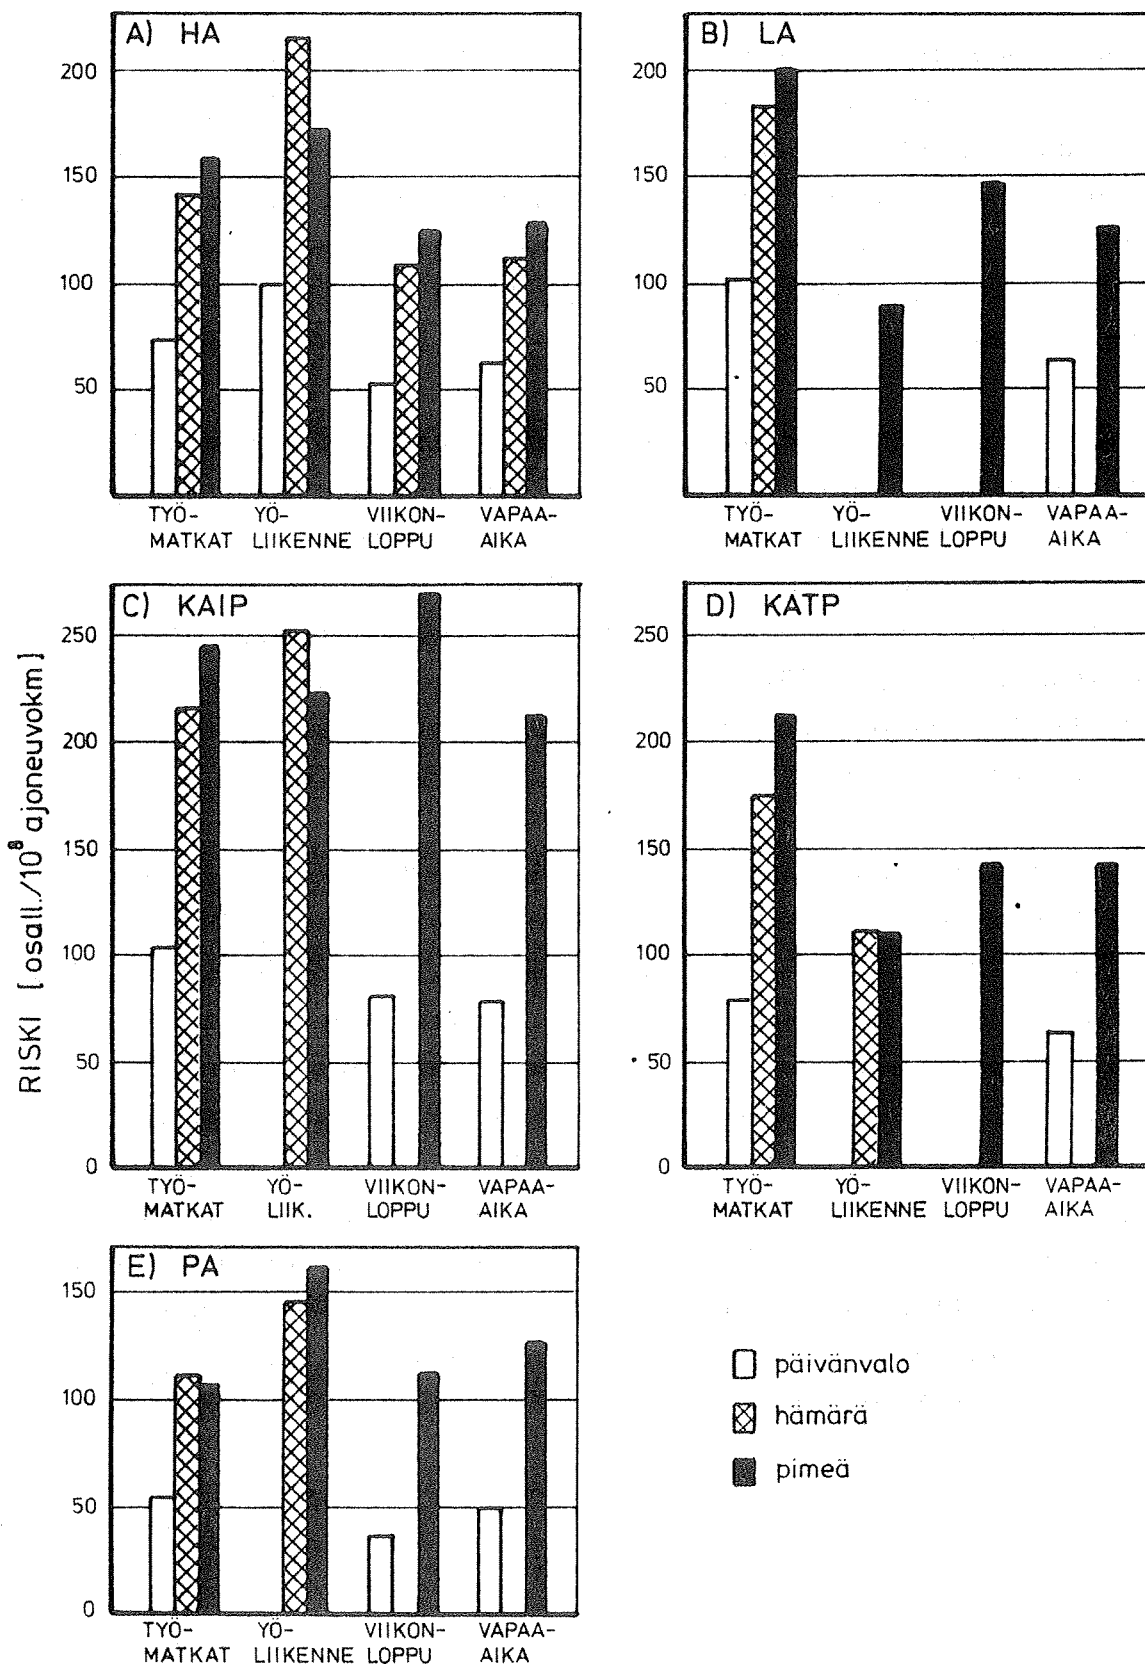 A) HA
200
150
100
50
TYÖ- YÖ- VIIKON- VAPAA-
MATKAT LIIKENNE LOPPU AIKA
B) LA
200
150
100
50
TYÖ- YÖ- VIIKON- VAPAA-
MATKAT LIIKENNE LOPPU AIKA
RISKI [osall./10⁸ ajoneuvokm]
C) KAIP
250
200
150
100
50
0
TYÖ- YÖ- VIIKON- VAPAA-
MATKAT LIIK. LOPPU AIKA
D) KATP
250
200
150
100
50
0
TYÖ- YÖ- VIIKON- VAPAA-
MATKAT LIIKENNE LOPPU AIKA
E) PA
150
100
50
0
TYÖ- YÖ- VIIKON- VAPAA-
MATKAT LIIKENNE LOPPU AIKA
päivänvalo
hämärä
pimeä